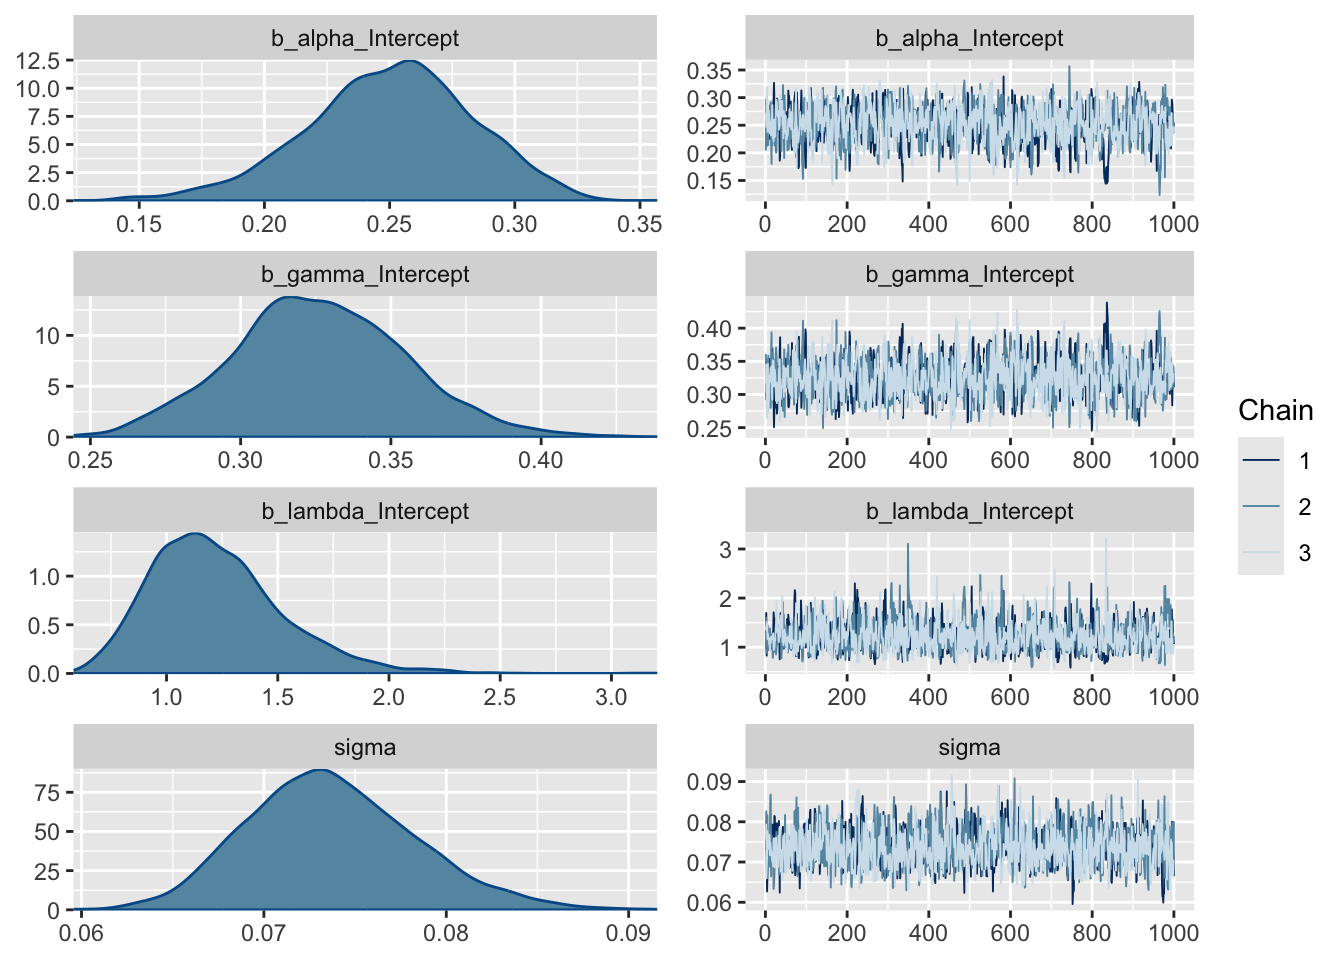 b_alpha_Intercept
12.5
10.0
7.5
5.0
2.5
0.0
0.15 0.20 0.25 0.30 0.35
b_alpha_Intercept
0.35
0.30
0.25
0.20
0.15
0 200 400 600 800 1000
b_gamma_Intercept
10
5
0
0.25 0.30 0.35 0.40
b_gamma_Intercept
0.40
0.35
0.30
0.25
0 200 400 600 800 1000
b_lambda_Intercept
1.0
0.5
0.0
1.0 1.5 2.0 2.5 3.0
b_lambda_Intercept
3
2
1
0 200 400 600 800 1000
sigma
75
50
25
0
0.06 0.07 0.08 0.09
sigma
0.09
0.08
0.07
0.06
0 200 400 600 800 1000
Chain
1
2
3